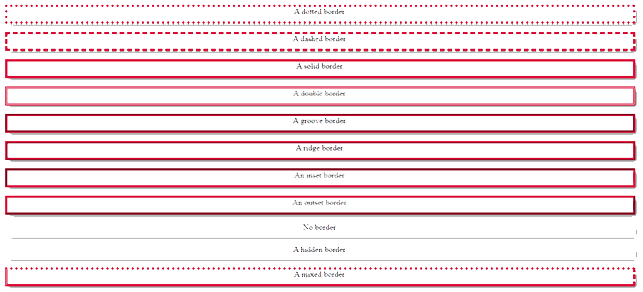 A dotted border
A dashed border
A solid border
A double border
A groove border
A ridge border
An inset border
An outset border
No border
A hidden border
A mixed border